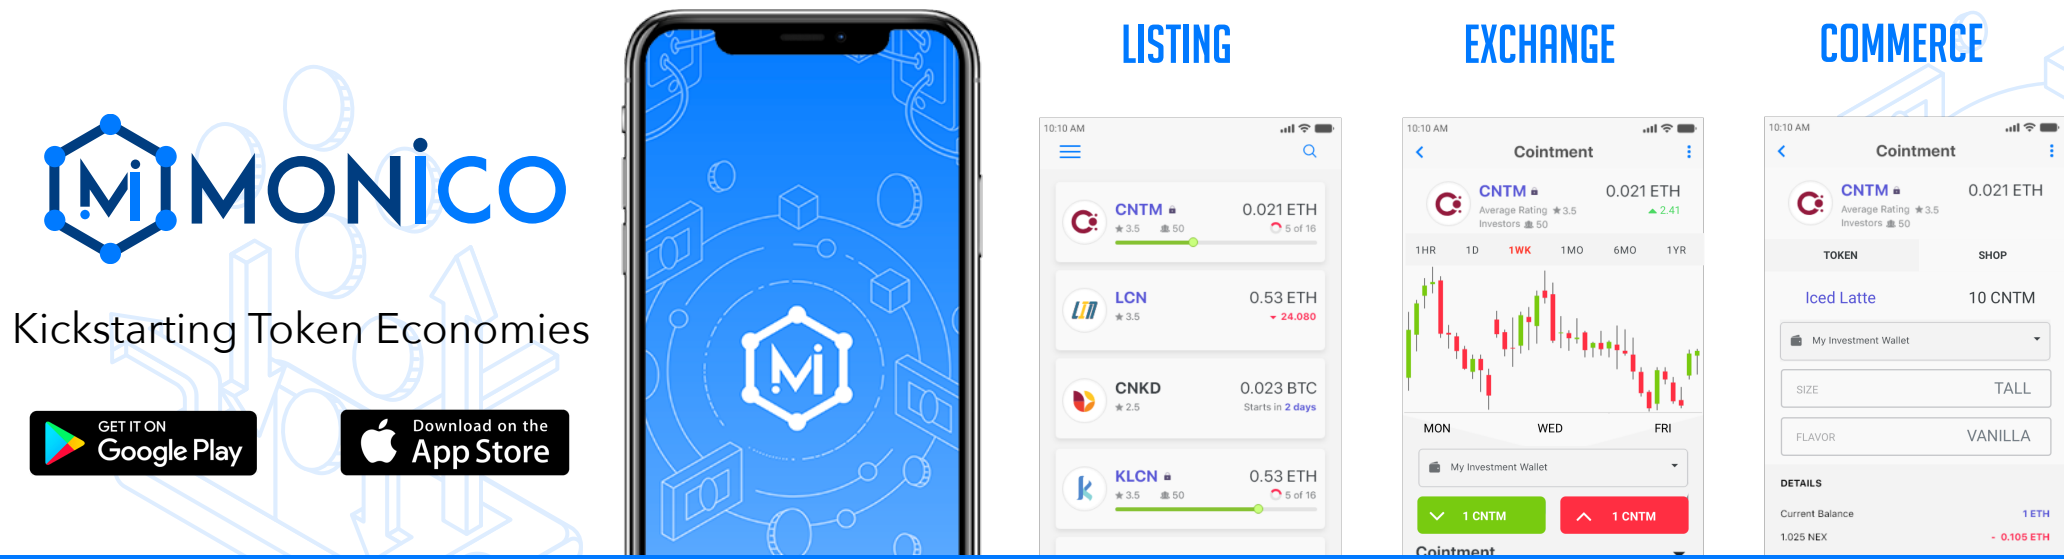 MONiCO
Kickstarting Token Economies
GET IT ON
Google Play
Download on the
App Store
LISTING
10:10 AM
CNTM
0.021 ETH
3.5
50
5 of 16
LCN
0.53 ETH
3.5
24.080
CNKD
0.023 BTC
2.5
Starts in 2 days
KLCN
0.53 ETH
3.5
50
5 of 16
EXCHANGE
10:10 AM
Cointment
CNTM
0.021 ETH
Average Rating ★3.5
2.41
Investors 50
1HR 1D 1WK 1MO 6MO 1YR
MON WED FRI
My Investment Wallet
1 CNTM
1 CNTM
Cointment
COMMERCE
10:10 AM
Cointment
CNTM
0.021 ETH
Average Rating ★3.5
Investors 50
TOKEN SHOP
Iced Latte 10 CNTM
My Investment Wallet
SIZE TALL
FLAVOR VANILLA
DETAILS
Current Balance 1 ETH
1.025 NEX - 0.105 ETH